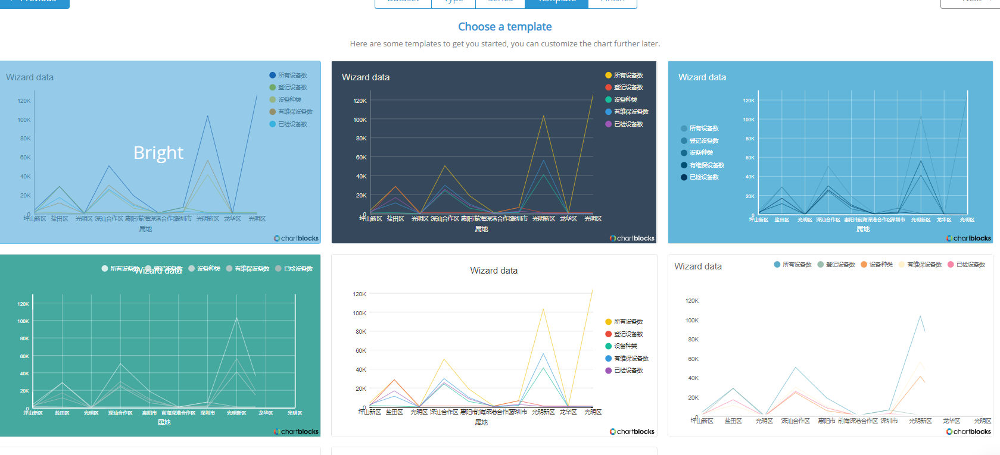 Previous
Dataset
Type
Series
Template
Finish
Next
Choose a template
Here are some templates to get you started, you can customize the chart further later.
Wizard data
所有设备数
登记设备数
设备种类
有维保设备数
已检设备数
120K
100K
80K
60K
40K
20K
0
Bright
坪山新区 盐田区 光明区 深汕合作区 惠阳市 前海深港合作区 深圳市 光明新区 龙华区 光明区
属地
chartblocks
Wizard data
所有设备数
登记设备数
设备种类
有维保设备数
已检设备数
120K
100K
80K
60K
40K
20K
0
坪山新区 盐田区 光明区 深汕合作区 惠阳市 前海深港合作区 深圳市 光明新区 龙华区 光明区
属地
chartblocks
Wizard data
所有设备数
登记设备数
设备种类
有维保设备数
已检设备数
120K
100K
80K
60K
40K
20K
0
坪山新区 盐田区 光明区 深汕合作区 惠阳市 前海深港合作区 深圳市 光明新区 龙华区 光明区
属地
chartblocks
所有设备数 登记设备数 设备种类 有维保设备数 已检设备数
Wizard data
120K
100K
80K
60K
40K
20K
0
坪山新区 盐田区 光明区 深汕合作区 惠阳市 前海深港合作区 深圳市 光明新区 龙华区 光明区
属地
chartblocks
Wizard data
所有设备数
登记设备数
设备种类
有维保设备数
已检设备数
120K
100K
80K
60K
40K
20K
0
坪山新区 盐田区 光明区 深汕合作区 惠阳市 前海深港合作区 深圳市 光明新区 龙华区 光明区
属地
chartblocks
Wizard data
所有设备数 登记设备数 设备种类 有维保设备数 已检设备数
120K
100K
80K
60K
40K
20K
0
坪山新区 盐田区 光明区 深汕合作区 惠阳市 前海深港合作区 深圳市 光明新区 龙华区 光明区
chartblocks